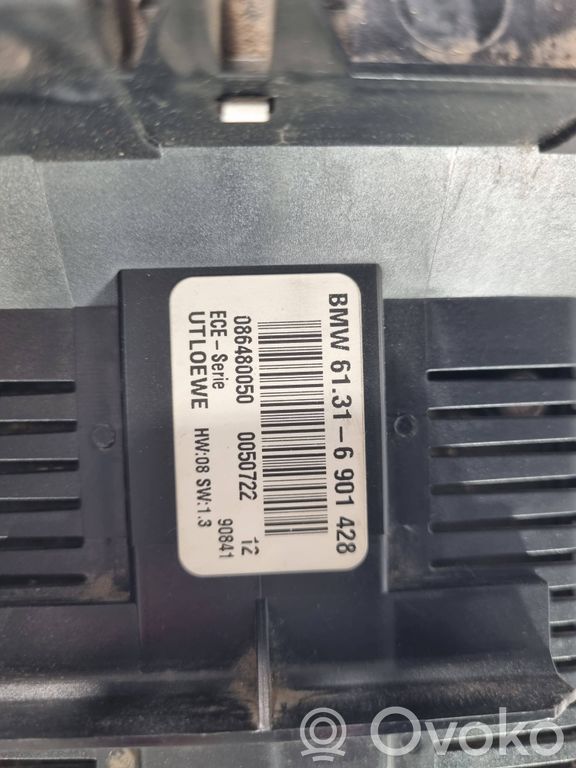 BMW 61.31-6 901 428
086480050 0050722 12
ECE-Serie 90841
UTLOEWE HW:08 SW:1.3
Ovoko